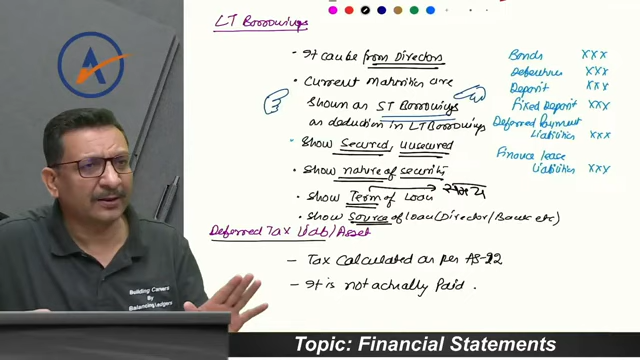 LT Borrowings
• It can be from Directors
• Current Maturities are
Shown as ST Borrowings
as deduction in LT Borrowings
• Show Secured, unsecured
• Show nature of security
• Show Term of Loan
• Show Source of loan (Director/Bank etc)
Bonds XXX
Debentures XXX
Deposit XXX
Fixed Deposit XXX
Deferred Payment
Liabilities XXX
Finance lease
Liabilities XXX
Deferred Tax Liab/Asset
– Tax Calculated as per AS-22
– It is not actually Paid.
Building Careers
By
BalancingLedgers
Topic: Financial Statements